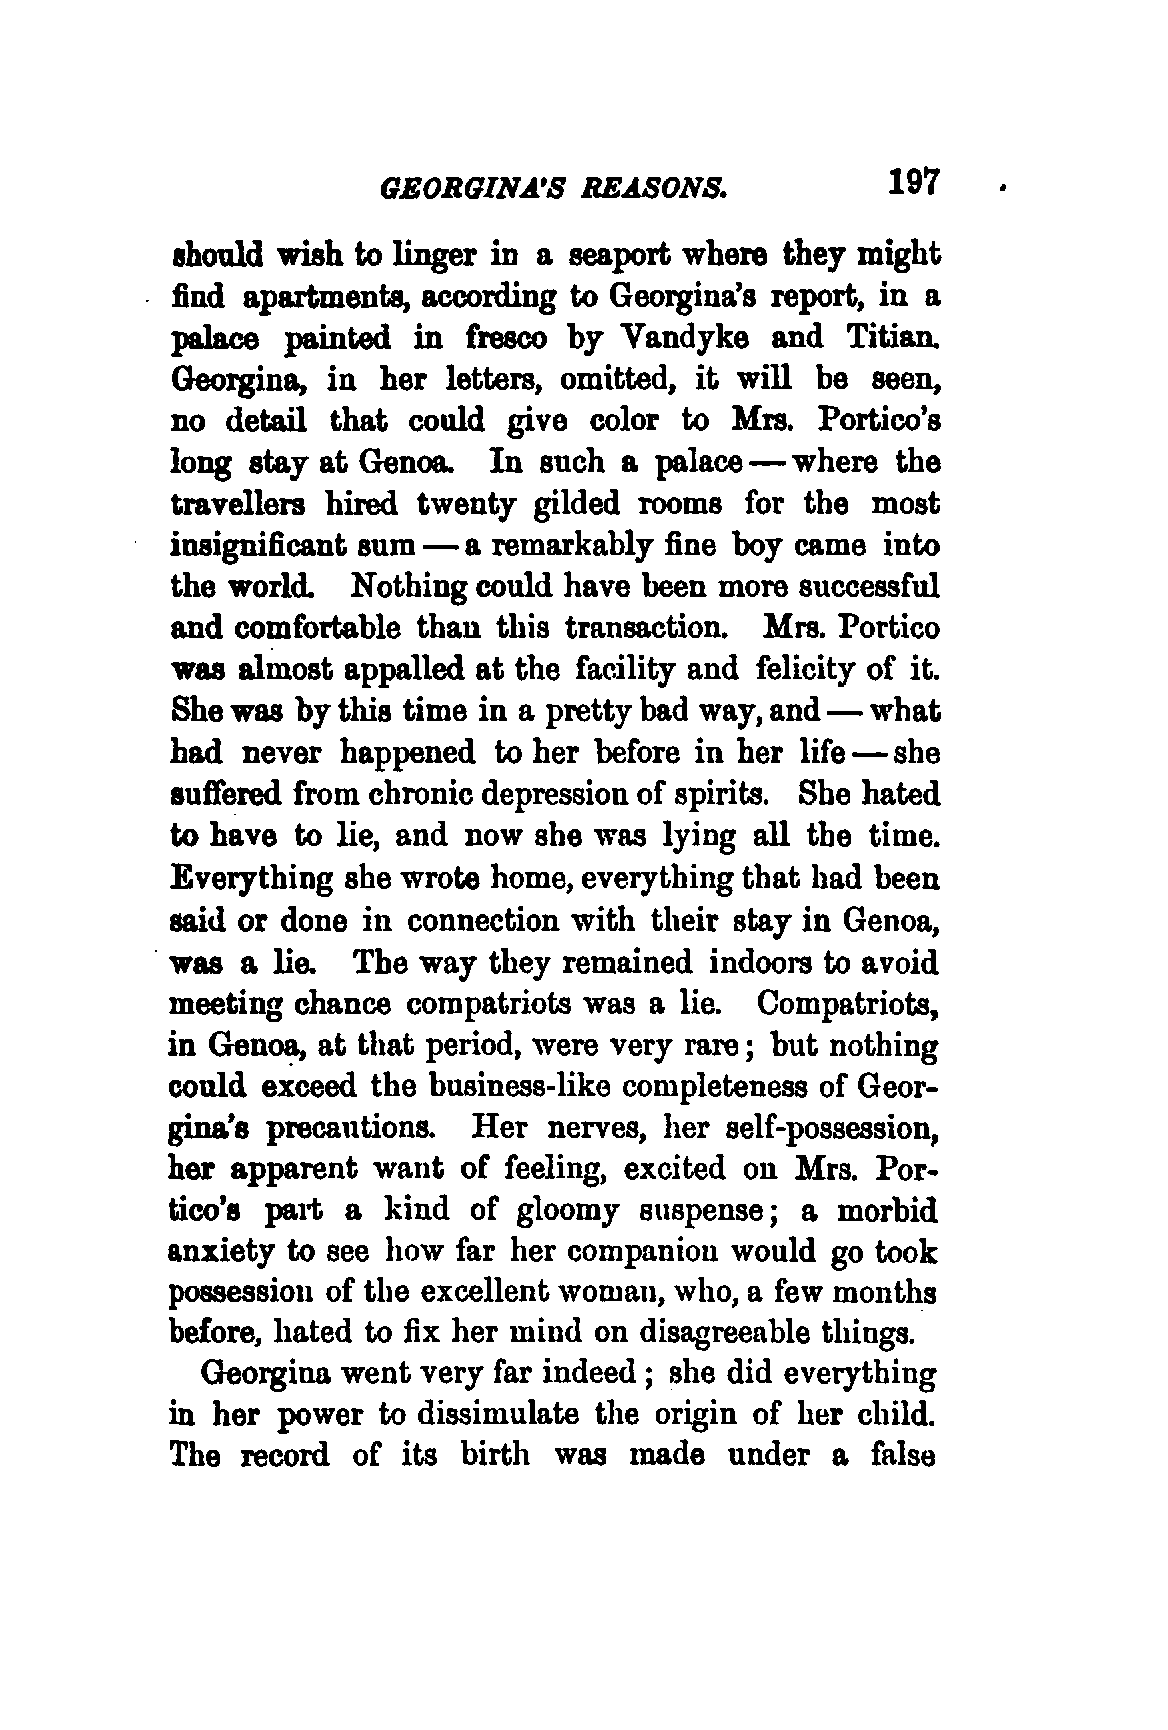 GEORGINA'S REASONS. 197
should wish to linger in a seaport where they might
find apartments, according to Georgina's report, in a
palace painted in fresco by Vandyke and Titian.
Georgina, in her letters, omitted, it will be seen,
no detail that could give color to Mrs. Portico's
long stay at Genoa. In such a palace — where the
travellers hired twenty gilded rooms for the most
insignificant sum — a remarkably fine boy came into
the world. Nothing could have been more successful
and comfortable than this transaction. Mrs. Portico
was almost appalled at the facility and felicity of it.
She was by this time in a pretty bad way, and — what
had never happened to her before in her life — she
suffered from chronic depression of spirits. She hated
to have to lie, and now she was lying all the time.
Everything she wrote home, everything that had been
said or done in connection with their stay in Genoa,
was a lie. The way they remained indoors to avoid
meeting chance compatriots was a lie. Compatriots,
in Genoa, at that period, were very rare; but nothing
could exceed the business-like completeness of Geor-
gina's precautions. Her nerves, her self-possession,
her apparent want of feeling, excited on Mrs. Por-
tico's part a kind of gloomy suspense; a morbid
anxiety to see how far her companion would go took
possession of the excellent woman, who, a few months
before, hated to fix her mind on disagreeable things.
Georgina went very far indeed; she did everything
in her power to dissimulate the origin of her child.
The record of its birth was made under a false